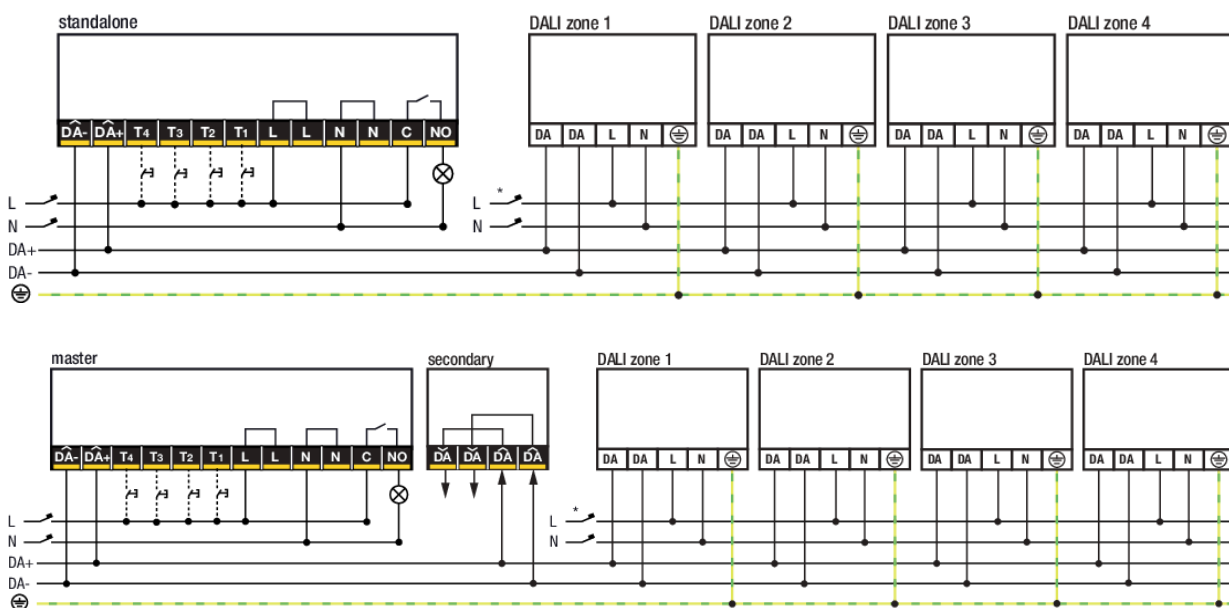 standalone DALI zone 1 DALI zone 2 DALI zone 3 DALI zone 4
DA- DA+ T4 T3 T2 T1 L L N N C NO DA DA L N DA DA L N DA DA L N DA DA L N
L L *
N N
DA+
DA-
master secondary DALI zone 1 DALI zone 2 DALI zone 3 DALI zone 4
DA- DA+ T4 T3 T2 T1 L L N N C NO DA DA DA DA DA DA L N DA DA L N DA DA L N DA DA L N
L L *
N N
DA+
DA-